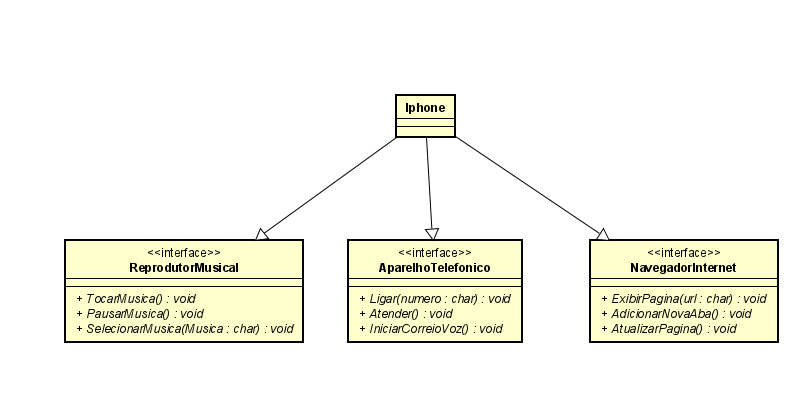 Iphone
<<interface>>
ReprodutorMusical
+ TocarMusica() : void
+ PausarMusica() : void
+ SelecionarMusica(Musica : char) : void
<<interface>>
AparelhoTelefonico
+ Ligar(numero : char) : void
+ Atender() : void
+ IniciarCorreioVoz() : void
<<interface>>
NavegadorInternet
+ ExibirPagina(url : char) : void
+ AdicionarNovaAba() : void
+ AtualizarPagina() : void